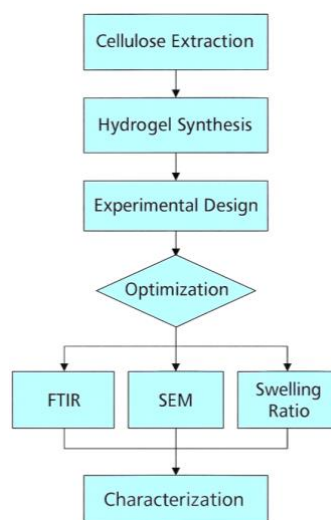 Cellulose Extraction
Hydrogel Synthesis
Experimental Design
Optimization
FTIR
SEM
Swelling
Ratio
Characterization